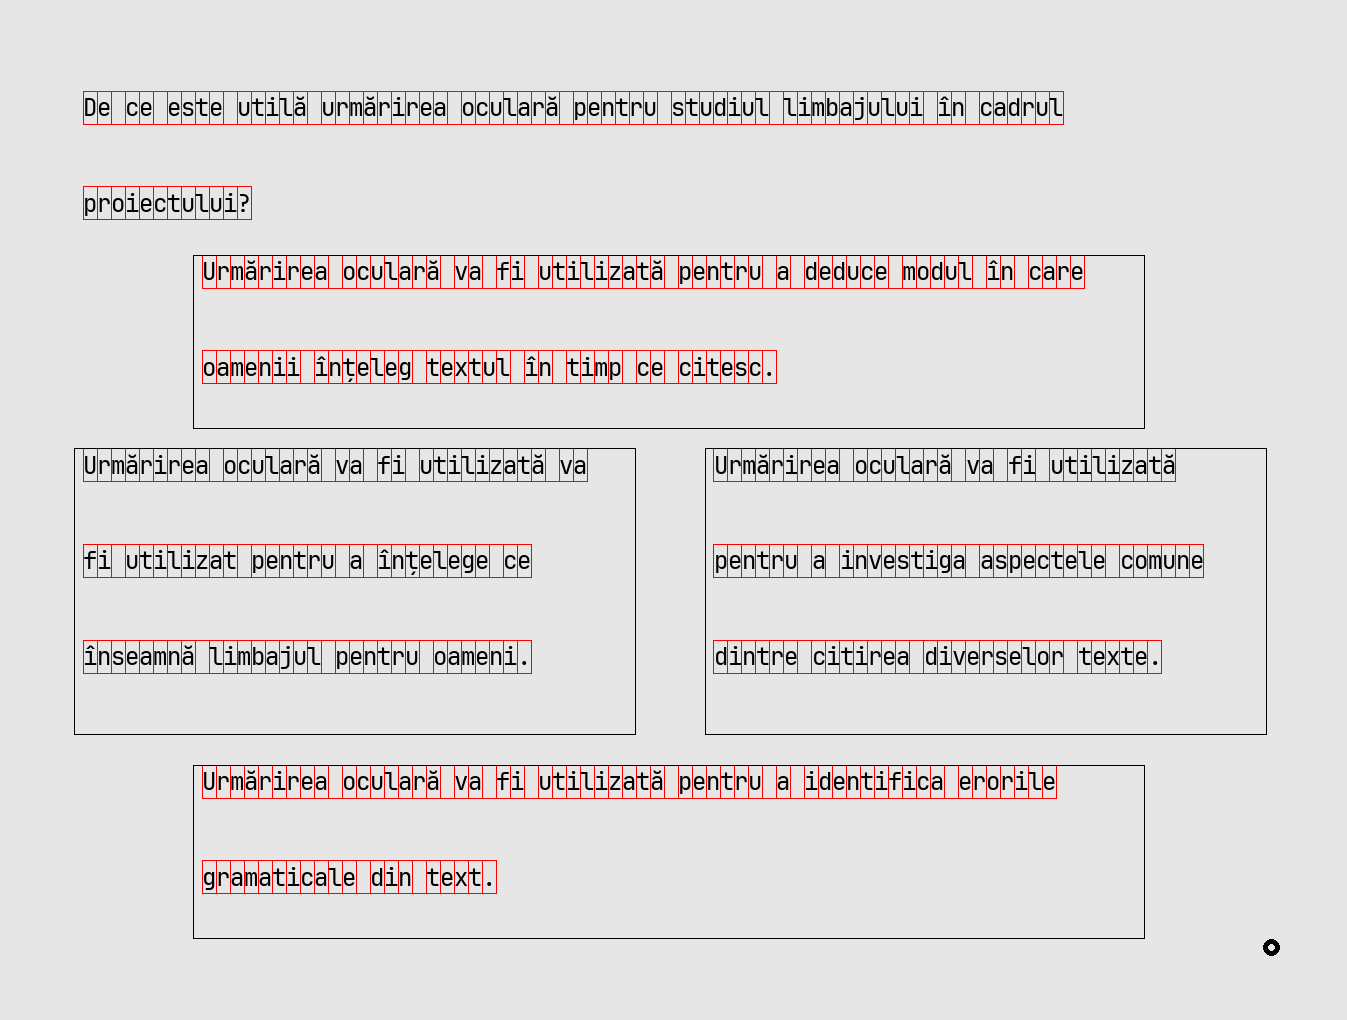 De ce este utilă urmărirea oculară pentru studiul limbajului în cadrul
proiectului?
Urmărirea oculară va fi utilizată pentru a deduce modul în care
oamenii înțeleg textul în timp ce citesc.
Urmărirea oculară va fi utilizată va
fi utilizat pentru a înțelege ce
înseamnă limbajul pentru oameni.
Urmărirea oculară va fi utilizată
pentru a investiga aspectele comune
dintre citirea diverselor texte.
Urmărirea oculară va fi utilizată pentru a identifica erorile
gramaticale din text.